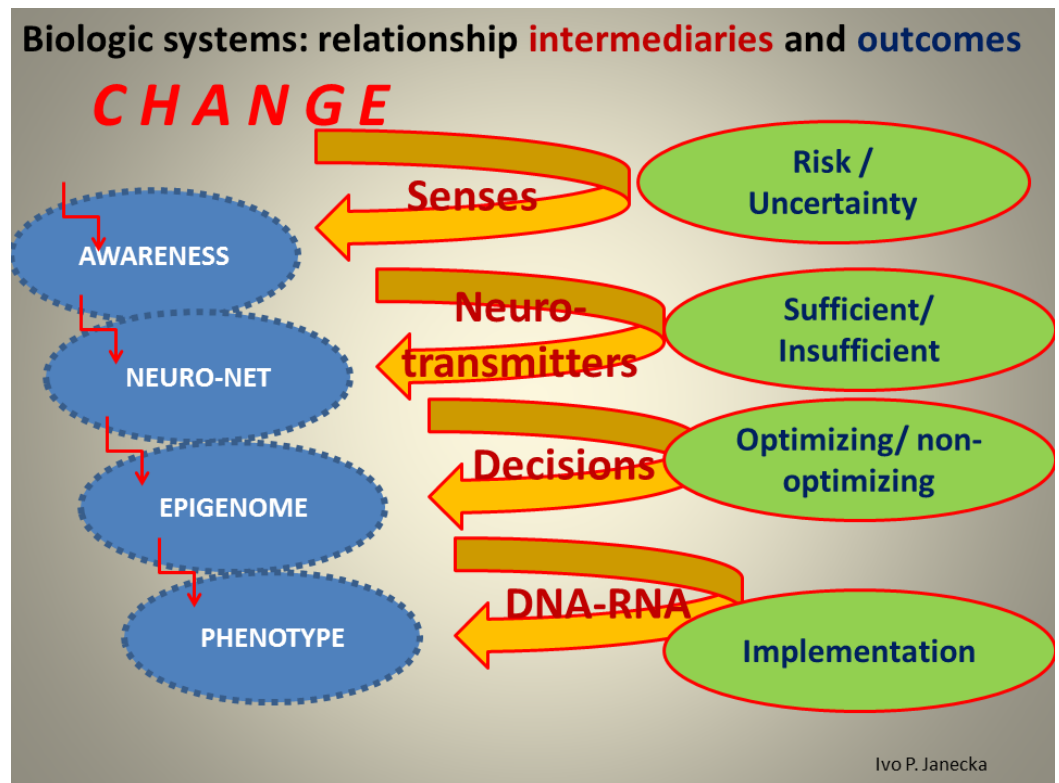 Biologic systems: relationship intermediaries and outcomes
C H A N G E
Senses
Risk /
Uncertainty
AWARENESS
Neuro-
transmitters
Sufficient/
Insufficient
NEURO-NET
Decisions
Optimizing/ non-
optimizing
EPIGENOME
DNA-RNA
Implementation
PHENOTYPE
Ivo P. Janecka